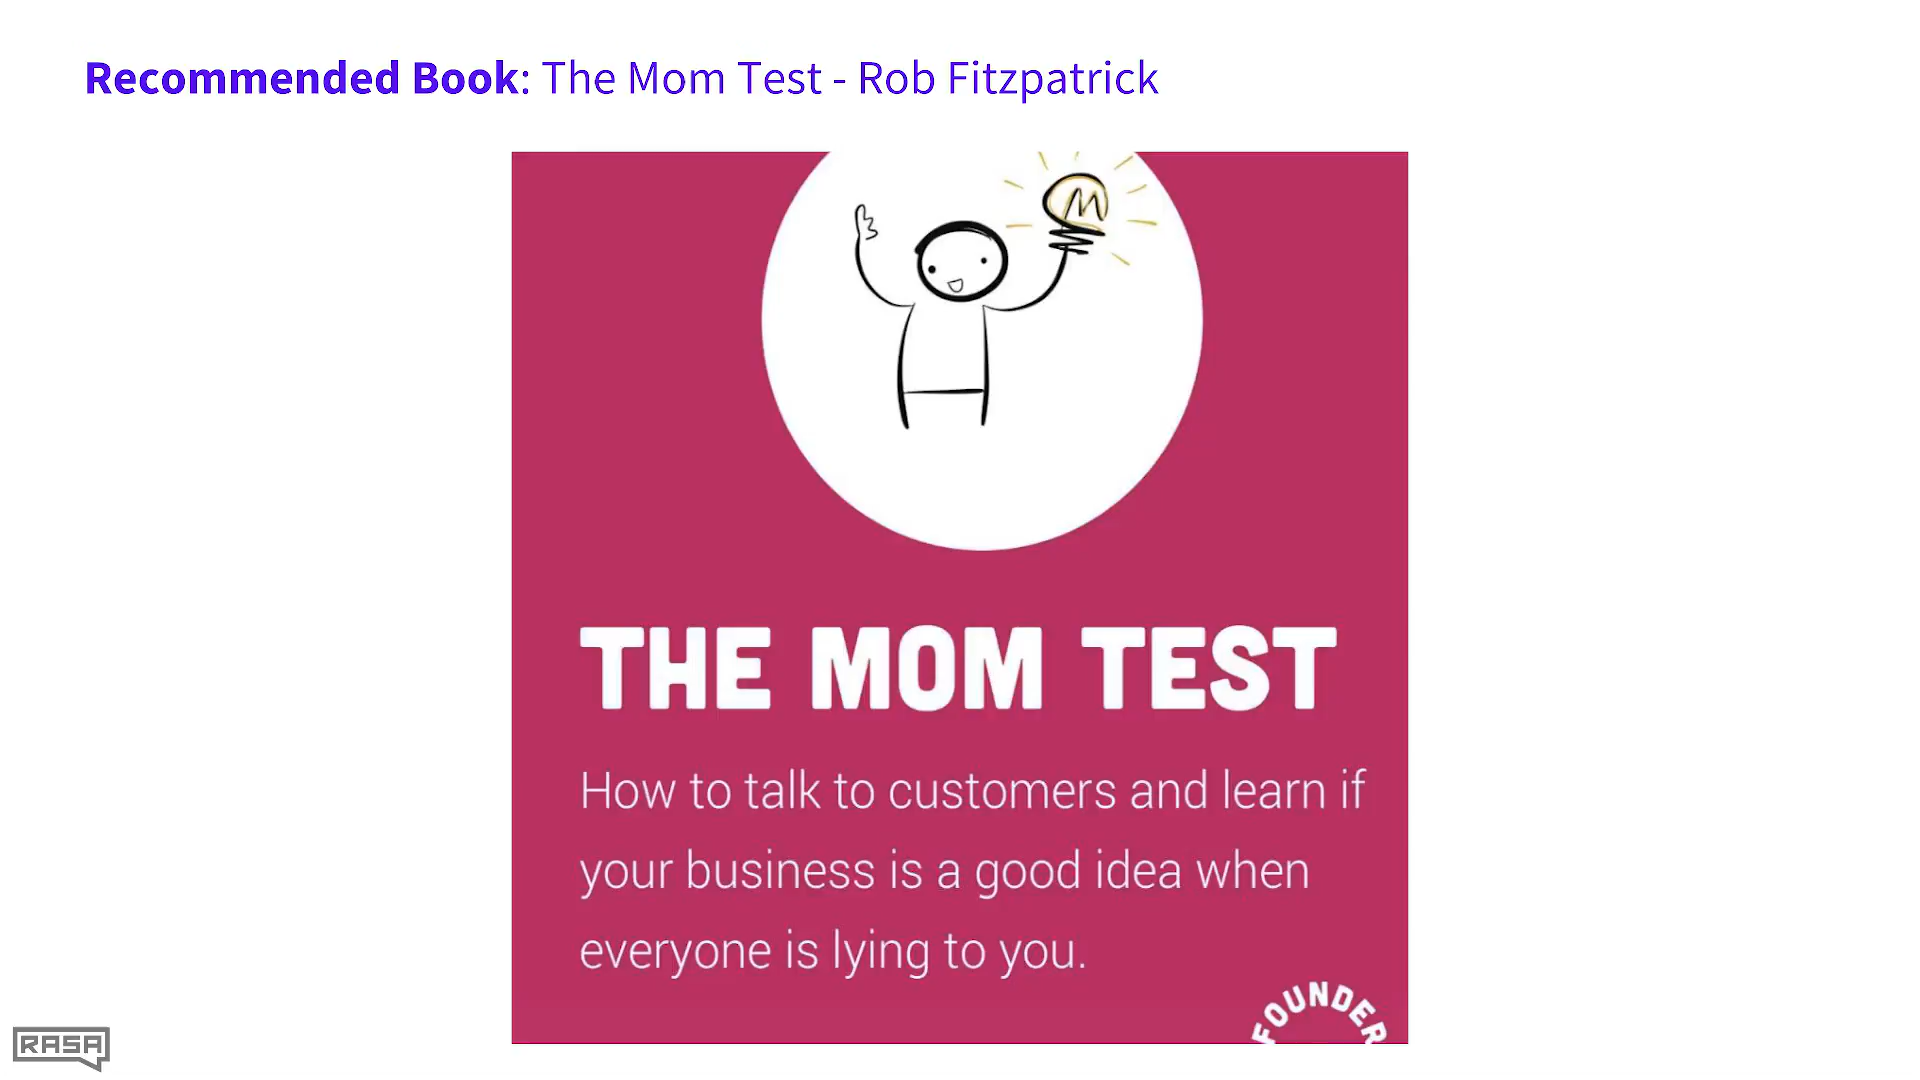 Recommended Book: The Mom Test - Rob Fitzpatrick
M
THE MOM TEST
How to talk to customers and learn if
your business is a good idea when
everyone is lying to you.
FOUNDER
RASA